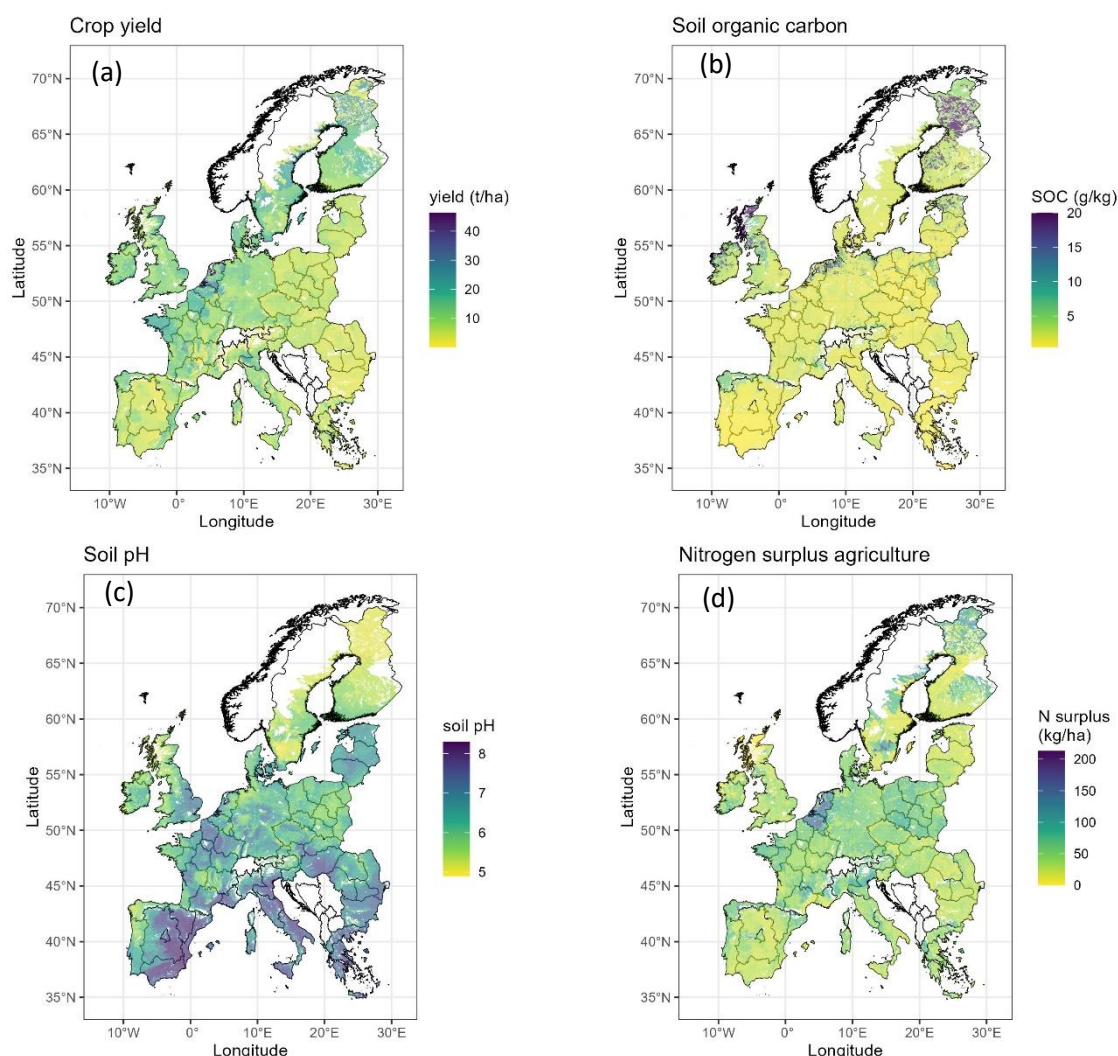 Crop yield
(a)
70°N
65°N
60°N
55°N
50°N
45°N
40°N
35°N
Latitude
10°W 0° 10°E 20°E 30°E
Longitude
yield (t/ha)
40
30
20
10
Soil organic carbon
(b)
70°N
65°N
60°N
55°N
50°N
45°N
40°N
35°N
Latitude
10°W 0° 10°E 20°E 30°E
Longitude
SOC (g/kg)
20
15
10
5
Soil pH
(c)
70°N
65°N
60°N
55°N
50°N
45°N
40°N
35°N
Latitude
10°W 0° 10°E 20°E 30°E
Longitude
soil pH
8
7
6
5
Nitrogen surplus agriculture
(d)
70°N
65°N
60°N
55°N
50°N
45°N
40°N
35°N
Latitude
10°W 0° 10°E 20°E 30°E
Longitude
N surplus
(kg/ha)
200
150
100
50
0